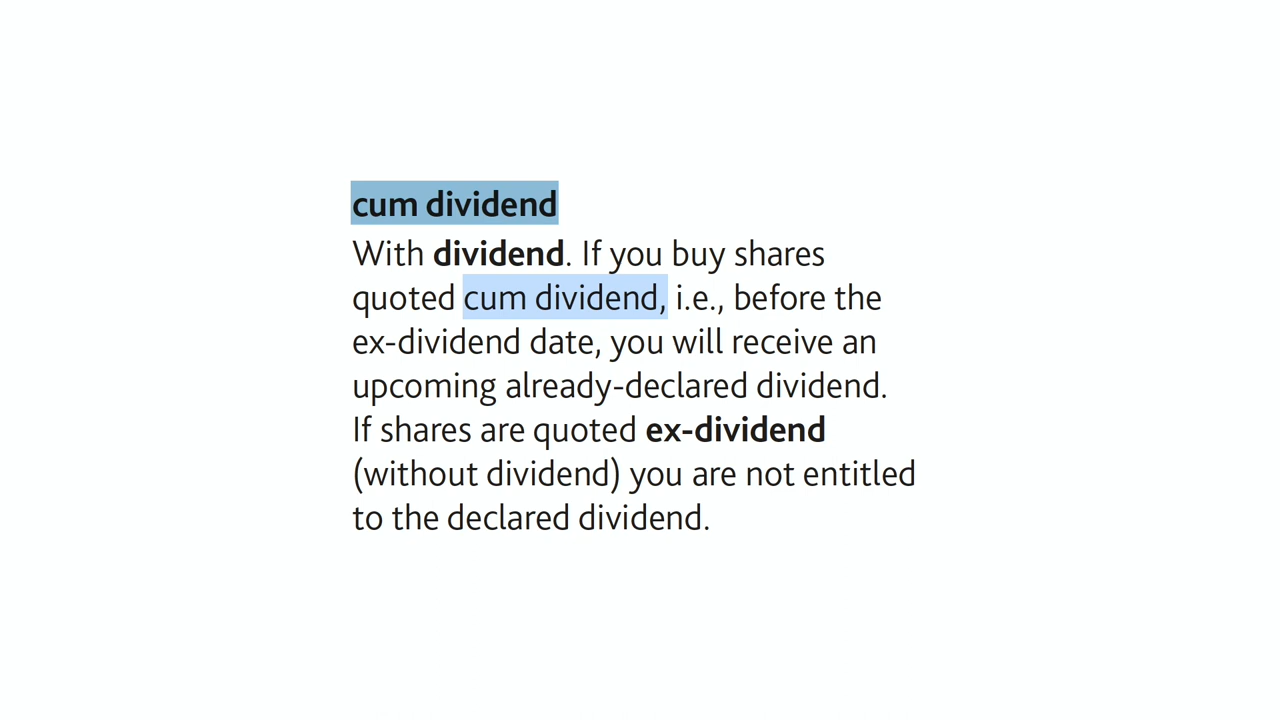 cum dividend
With dividend. If you buy shares
quoted cum dividend, i.e., before the
ex-dividend date, you will receive an
upcoming already-declared dividend.
If shares are quoted ex-dividend
(without dividend) you are not entitled
to the declared dividend.